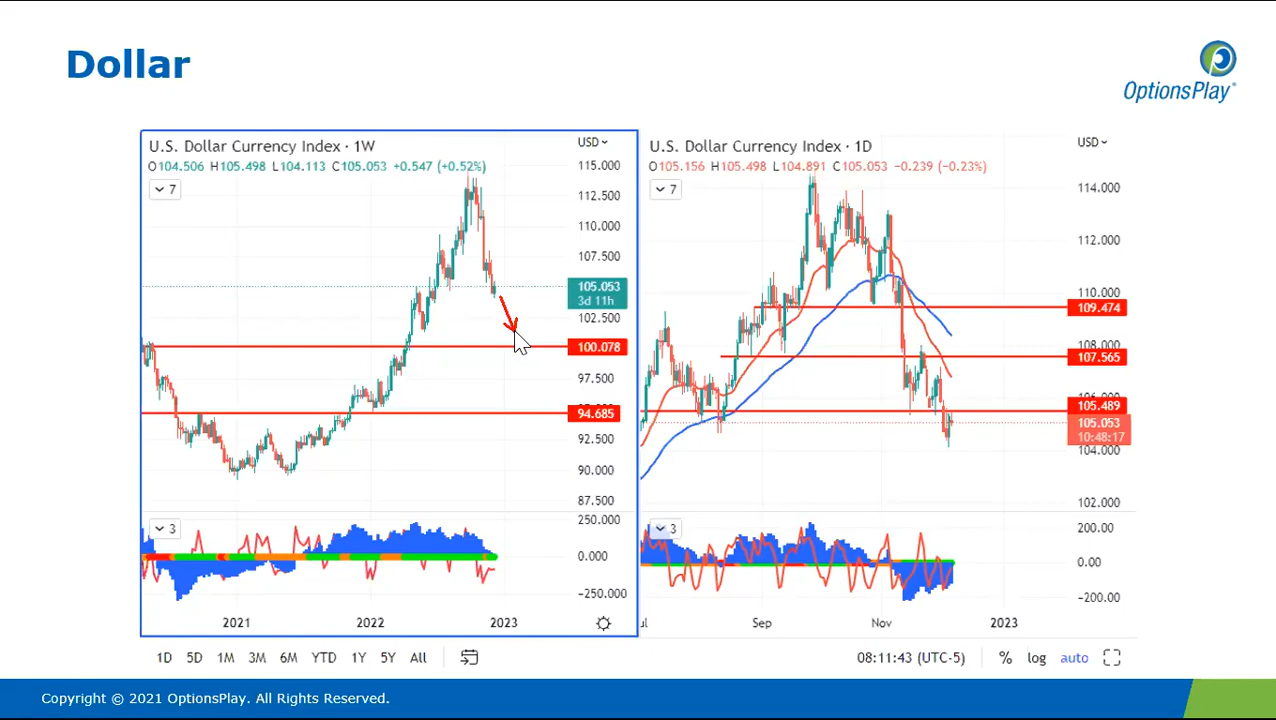 Dollar
OptionsPlay®
U.S. Dollar Currency Index · 1W
O104.506 H105.498 L104.113 C105.053 +0.547 (+0.52%)
7
USD
115.000
112.500
110.000
107.500
105.053
3d 11h
102.500
100.078
97.500
94.685
92.500
90.000
87.500
3
250.000
0.000
−250.000
2021
2022
2023
U.S. Dollar Currency Index · 1D
O105.156 H105.498 L104.891 C105.053 −0.239 (−0.23%)
7
USD
114.000
112.000
110.000
109.474
108.000
107.565
105.489
105.053
10:48:17
104.000
102.000
3
200.00
0.00
−200.00
Sep
Nov
2023
1D 5D 1M 3M 6M YTD 1Y 5Y All
08:11:43 (UTC-5) % log auto
Copyright © 2021 OptionsPlay. All Rights Reserved.